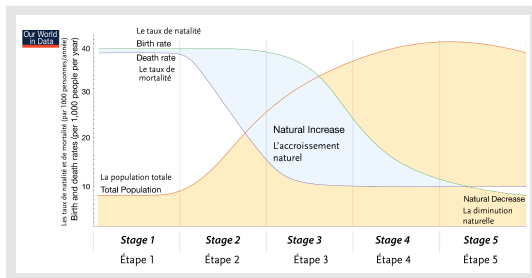 Our World
in Data
Le taux de natalité
Birth rate
Death rate
Le taux de
mortalité
Les taux de natalité et de mortalité (par 1000 personnes/année)
Birth and death rates (per 1,000 people per year)
40
30
20
10
Natural Increase
L'accroissement
naturel
La population totale
Total Population
Natural Decrease
La diminution
naturelle
Stage 1 Stage 2 Stage 3 Stage 4 Stage 5
Étape 1 Étape 2 Étape 3 Étape 4 Étape 5